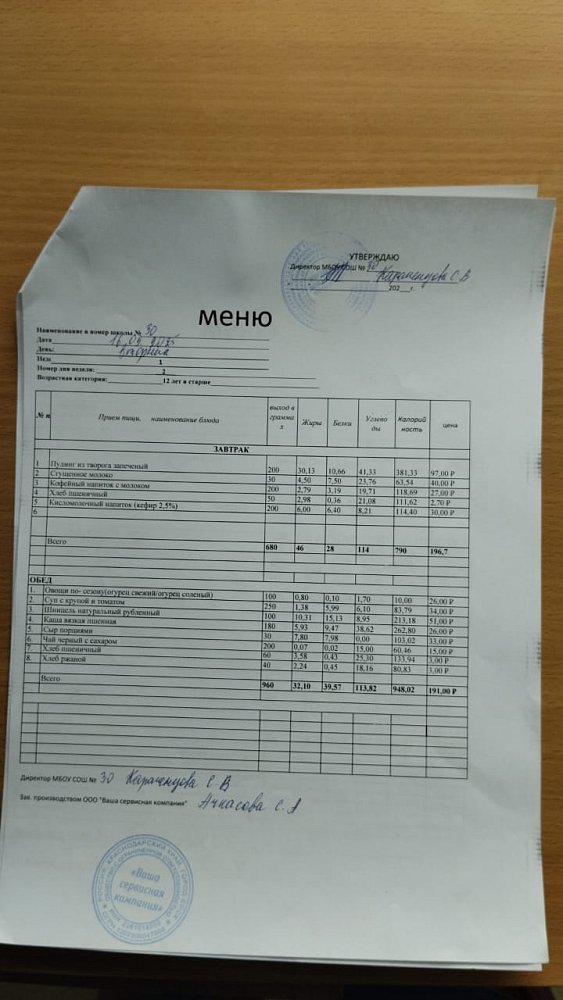 УТВЕРЖДАЮ
Директор МБОУ СОШ № 30 Караченцова С. В
202__г.
меню
Наименование и номер школы № 30
Дата 16.09.2025
День: вторник
Неделя 1
Номер дня недели: 2
Возрастная категория: 12 лет и старше
№ п Прием пищи, наименование блюда выход в граммах Жиры Белки Углеводы Калорийность цена
ЗАВТРАК
1 Пудинг из творога запеченый 200 30,13 10,66 41,33 381,33 97,00 ₽
2 Сгущенное молоко 30 4,50 7,50 23,76 63,54 40,00 ₽
3 Кофейный напиток с молоком 200 2,79 3,19 19,71 118,69 27,00 ₽
4 Хлеб пшеничный 50 2,98 0,36 21,08 111,62 2,70 ₽
5 Кисломолочный напиток (кефир 2,5%) 200 6,00 6,40 8,21 114,40 30,00 ₽
6
Всего 680 46 28 114 790 196,7
ОБЕД
1. Овощи по- сезону(огурец свежий/огурец соленый) 100 0,80 0,10 1,70 10,00 26,00 ₽
2. Суп с крупой и томатом 250 1,38 5,99 6,10 83,79 34,00 ₽
3. Шницель натуральный рубленный 100 10,31 15,13 8,95 213,18 51,00 ₽
4. Каша вязкая пшенная 180 5,93 9,47 38,62 262,80 26,00 ₽
5. Сыр порциями 30 7,80 7,98 0,00 103,02 33,00 ₽
6. Чай черный с сахаром 200 0,07 0,02 15,00 60,46 15,00 ₽
7. Хлеб пшеничный 60 3,58 0,43 25,30 133,94 3,00 ₽
8. Хлеб ржаной 40 2,24 0,45 18,16 80,83 3,00 ₽
Всего 960 32,10 39,57 113,82 948,02 191,00 ₽
Директор МБОУ СОШ № 30 Караченцова С. В
Зав. производством ООО "Ваша сервисная компания"
«Ваша
сервисная
компания»